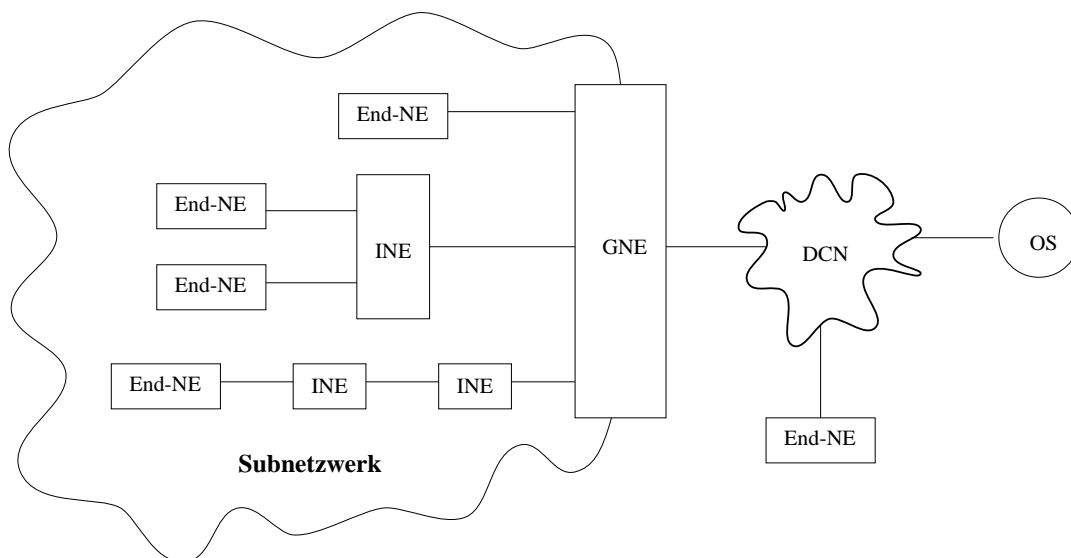 End-NE
End-NE
INE
GNE
DCN
OS
End-NE
End-NE
INE
INE
End-NE
Subnetzwerk